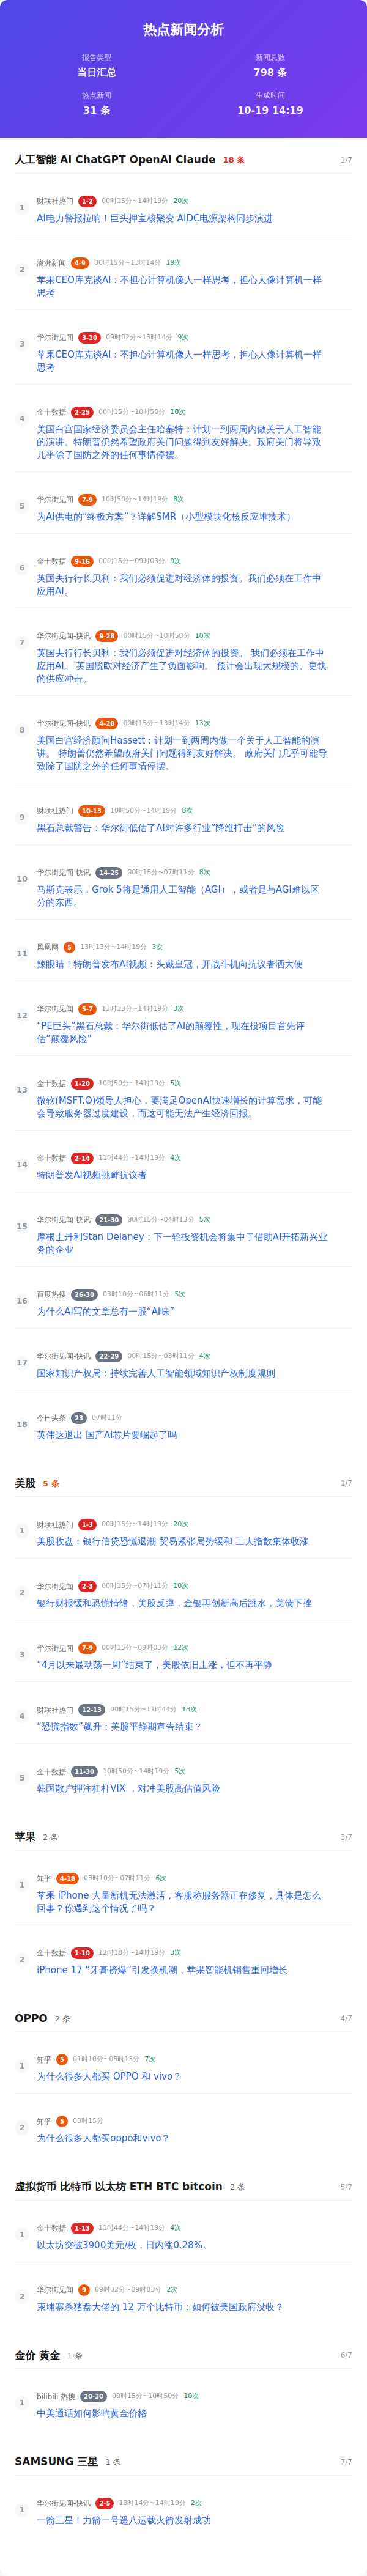 热点新闻分析
报告类型
当日汇总
新闻总数
798 条
热点新闻
31 条
生成时间
10-19 14:19
人工智能 AI ChatGPT OpenAI Claude 18 条 1/7
1
财联社热门 1-2 00时15分~14时19分 20次
AI电力警报拉响！巨头押宝核聚变 AIDC电源架构同步演进
2
澎湃新闻 4-9 00时15分~13时14分 19次
苹果CEO库克谈AI：不担心计算机像人一样思考，担心人像计算机一样
思考
3
华尔街见闻 3-10 09时02分~13时14分 9次
苹果CEO库克谈AI：不担心计算机像人一样思考，担心人像计算机一样
思考
4
金十数据 2-25 00时15分~10时50分 10次
美国白宫国家经济委员会主任哈塞特：计划一到两周内做关于人工智能
的演讲。特朗普仍然希望政府关门问题得到友好解决。政府关门将导致
几乎除了国防之外的任何事情停摆。
5
华尔街见闻 7-9 10时50分~14时19分 8次
为AI供电的“终极方案”？详解SMR（小型模块化核反应堆技术）
6
金十数据 9-16 00时15分~09时03分 9次
英国央行行长贝利：我们必须促进对经济体的投资。我们必须在工作中
应用AI。
7
华尔街见闻-快讯 9-28 00时15分~10时50分 10次
英国央行行长贝利：我们必须促进对经济体的投资。 我们必须在工作中
应用AI。 英国脱欧对经济产生了负面影响。 预计会出现大规模的、更快
的供应冲击。
8
华尔街见闻-快讯 4-28 00时15分~13时14分 13次
美国白宫经济顾问Hassett：计划一到两周内做一个关于人工智能的演
讲。 特朗普仍然希望政府关门问题得到友好解决。 政府关门几乎可能导
致除了国防之外的任何事情停摆。
9
财联社热门 10-13 10时50分~14时19分 8次
黑石总裁警告：华尔街低估了AI对许多行业“降维打击”的风险
10
华尔街见闻-快讯 14-25 00时15分~07时11分 8次
马斯克表示，Grok 5将是通用人工智能（AGI），或者是与AGI难以区
分的东西。
11
凤凰网 5 13时13分~14时19分 3次
辣眼睛！特朗普发布AI视频：头戴皇冠，开战斗机向抗议者洒大便
12
华尔街见闻 5-7 13时13分~14时19分 3次
“PE巨头”黑石总裁：华尔街低估了AI的颠覆性，现在投项目首先评
估“颠覆风险”
13
金十数据 1-20 10时50分~14时19分 5次
微软(MSFT.O)领导人担心，要满足OpenAI快速增长的计算需求，可能
会导致服务器过度建设，而这可能无法产生经济回报。
14
金十数据 2-14 11时44分~14时19分 4次
特朗普发AI视频挑衅抗议者
15
华尔街见闻-快讯 21-30 00时15分~04时13分 5次
摩根士丹利Stan Delaney：下一轮投资机会将集中于借助AI开拓新兴业
务的企业
16
百度热搜 26-30 03时10分~06时11分 5次
为什么AI写的文章总有一股“AI味”
17
华尔街见闻-快讯 22-29 00时15分~03时11分 4次
国家知识产权局：持续完善人工智能领域知识产权制度规则
18
今日头条 23 07时11分
英伟达退出 国产AI芯片要崛起了吗
美股 5 条 2/7
1
财联社热门 1-3 00时15分~14时19分 20次
美股收盘：银行信贷恐慌退潮 贸易紧张局势缓和 三大指数集体收涨
2
华尔街见闻 2-3 00时15分~07时11分 10次
银行财报缓和恐慌情绪，美股反弹，金银再创新高后跳水，美债下挫
3
华尔街见闻 7-9 00时15分~09时03分 12次
“4月以来最动荡一周”结束了，美股依旧上涨，但不再平静
4
财联社热门 12-13 00时15分~11时44分 13次
“恐慌指数”飙升：美股平静期宣告结束？
5
金十数据 11-30 10时50分~14时19分 5次
韩国散户押注杠杆VIX ，对冲美股高估值风险
苹果 2 条 3/7
1
知乎 4-18 03时10分~07时11分 6次
苹果 iPhone 大量新机无法激活，客服称服务器正在修复，具体是怎么
回事？你遇到这个情况了吗？
2
金十数据 1-10 12时18分~14时19分 3次
iPhone 17 “牙膏挤爆”引发换机潮，苹果智能机销售重回增长
OPPO 2 条 4/7
1
知乎 5 01时10分~05时13分 7次
为什么很多人都买 OPPO 和 vivo？
2
知乎 5 00时15分
为什么很多人都买oppo和vivo？
虚拟货币 比特币 以太坊 ETH BTC bitcoin 2 条 5/7
1
金十数据 1-13 11时44分~14时19分 4次
以太坊突破3900美元/枚，日内涨0.28%。
2
华尔街见闻 9 09时02分~09时03分 2次
柬埔寨杀猪盘大佬的 12 万个比特币：如何被美国政府没收？
金价 黄金 1 条 6/7
1
bilibili 热搜 20-30 00时15分~10时50分 10次
中美通话如何影响黄金价格
SAMSUNG 三星 1 条 7/7
1
华尔街见闻-快讯 2-5 13时14分~14时19分 2次
一箭三星！力箭一号遥八运载火箭发射成功